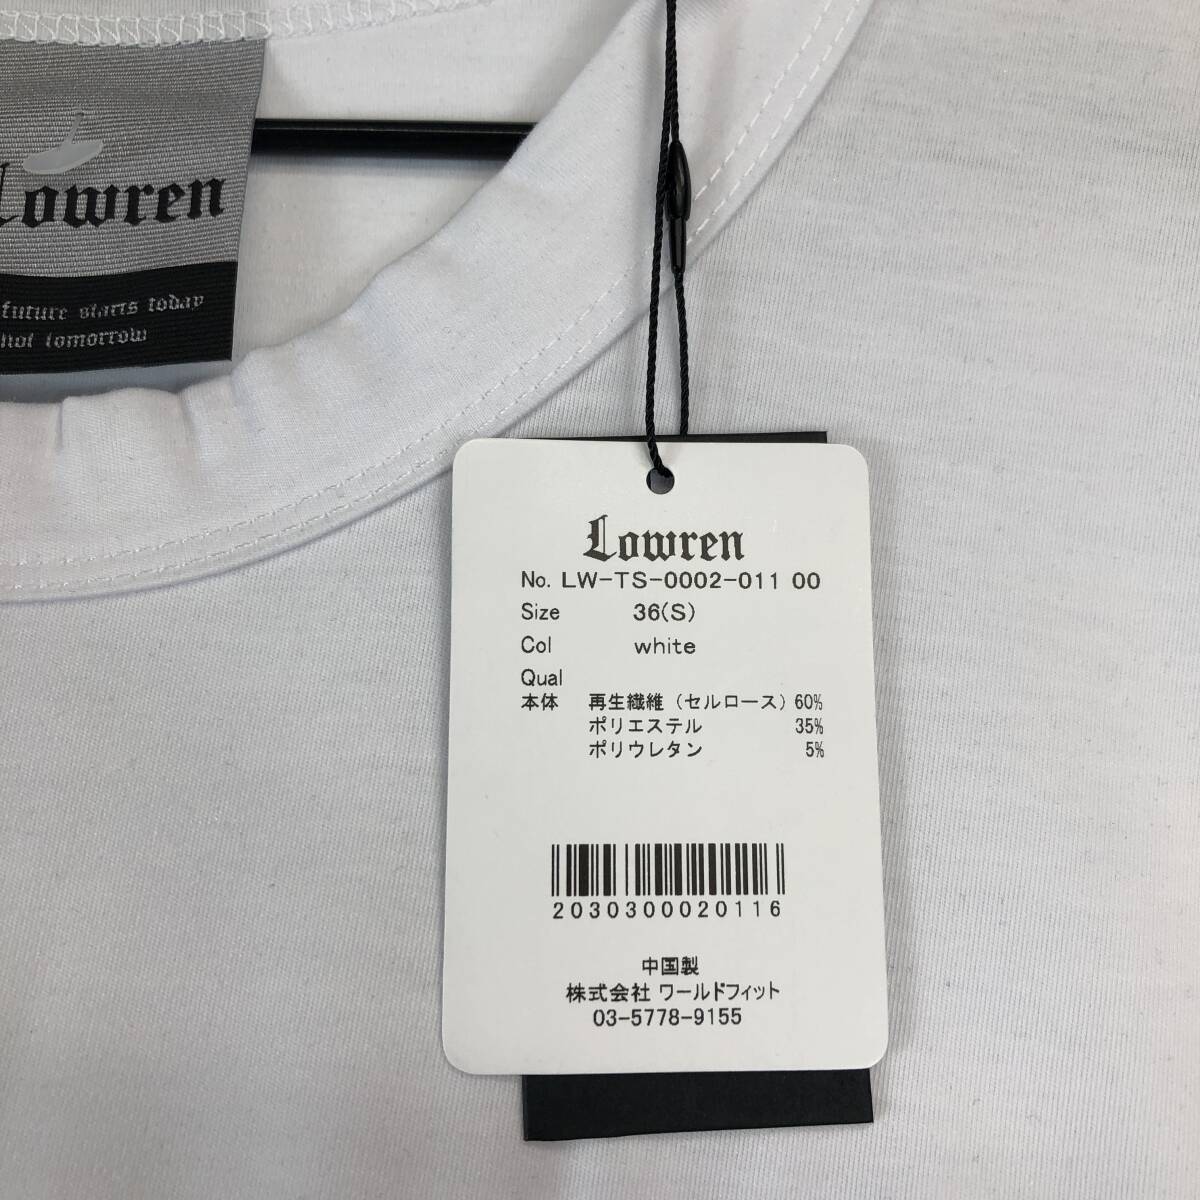 Lowren
future starts today
not tomorrow
Lowren
No. LW-TS-0002-011 00
Size 36(S)
Col white
Qual
本体 再生繊維（セルロース）60%
ポリエステル 35%
ポリウレタン 5%
2030300020116
中国製
株式会社 ワールドフィット
03-5778-9155